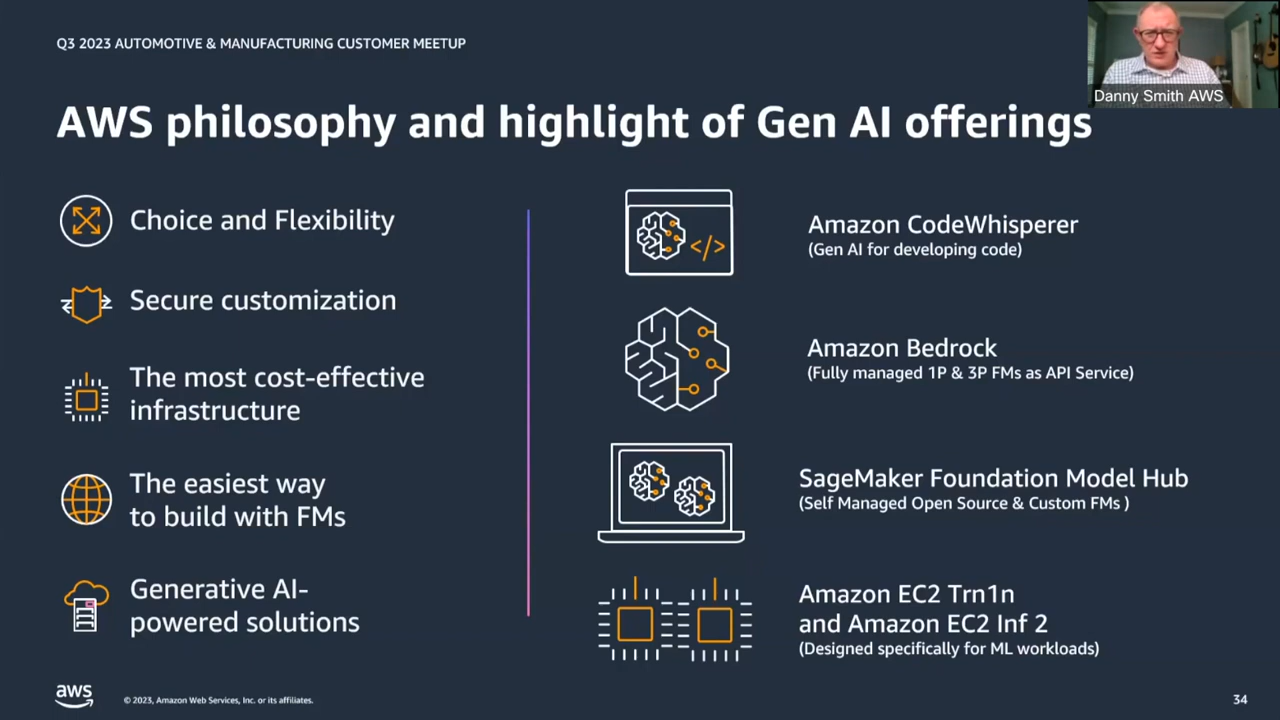 Q3 2023 AUTOMOTIVE & MANUFACTURING CUSTOMER MEETUP
Danny Smith AWS
AWS philosophy and highlight of Gen AI offerings
Choice and Flexibility
Secure customization
The most cost-effective
infrastructure
The easiest way
to build with FMs
Generative AI-
powered solutions
</>
Amazon CodeWhisperer
(Gen AI for developing code)
Amazon Bedrock
(Fully managed 1P & 3P FMs as API Service)
SageMaker Foundation Model Hub
(Self Managed Open Source & Custom FMs )
Amazon EC2 Trn1n
and Amazon EC2 Inf 2
(Designed specifically for ML workloads)
aws
© 2023, Amazon Web Services, Inc. or its affiliates.
34